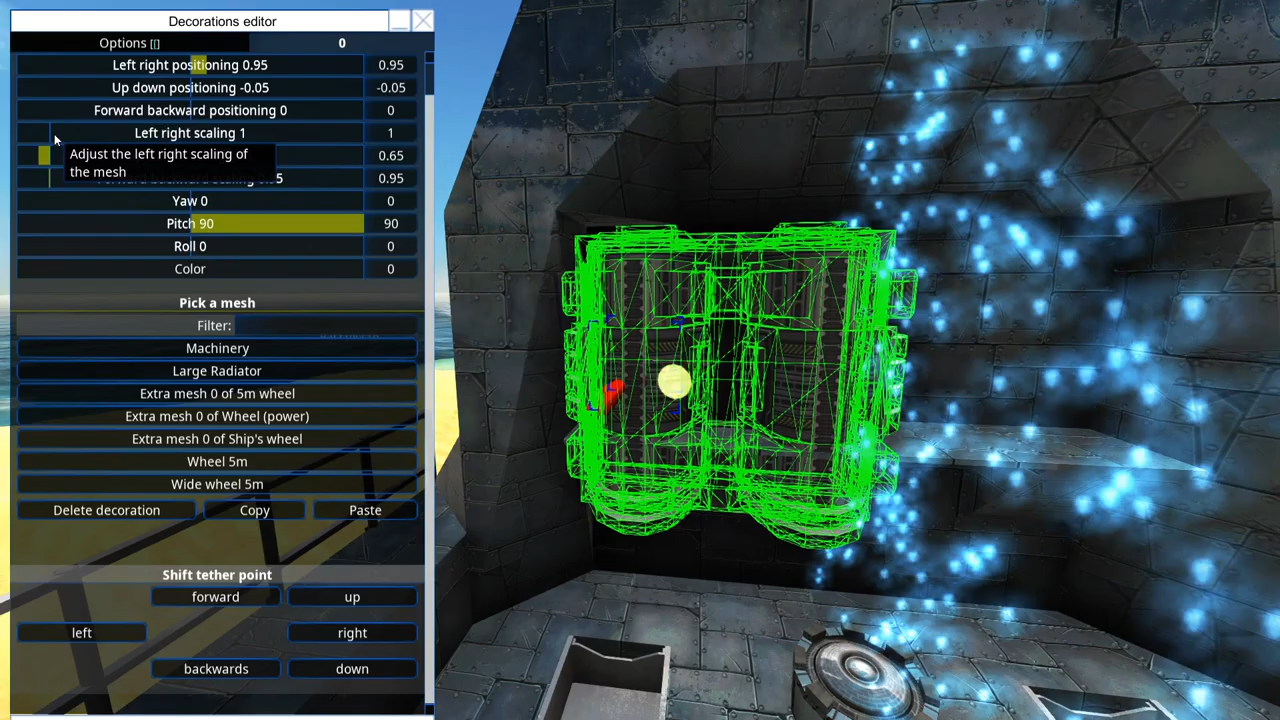 Decorations editor
Options [[]
0
Left right positioning 0.95
0.95
Up down positioning -0.05
-0.05
Forward backward positioning 0
0
Left right scaling 1
1
Adjust the left right scaling of
the mesh
0.65
0.95
Yaw 0
0
Pitch 90
90
Roll 0
0
Color
0
Pick a mesh
Filter:
Machinery
Large Radiator
Extra mesh 0 of 5m wheel
Extra mesh 0 of Wheel (power)
Extra mesh 0 of Ship's wheel
Wheel 5m
Wide wheel 5m
Delete decoration
Copy
Paste
Shift tether point
forward
up
left
right
backwards
down